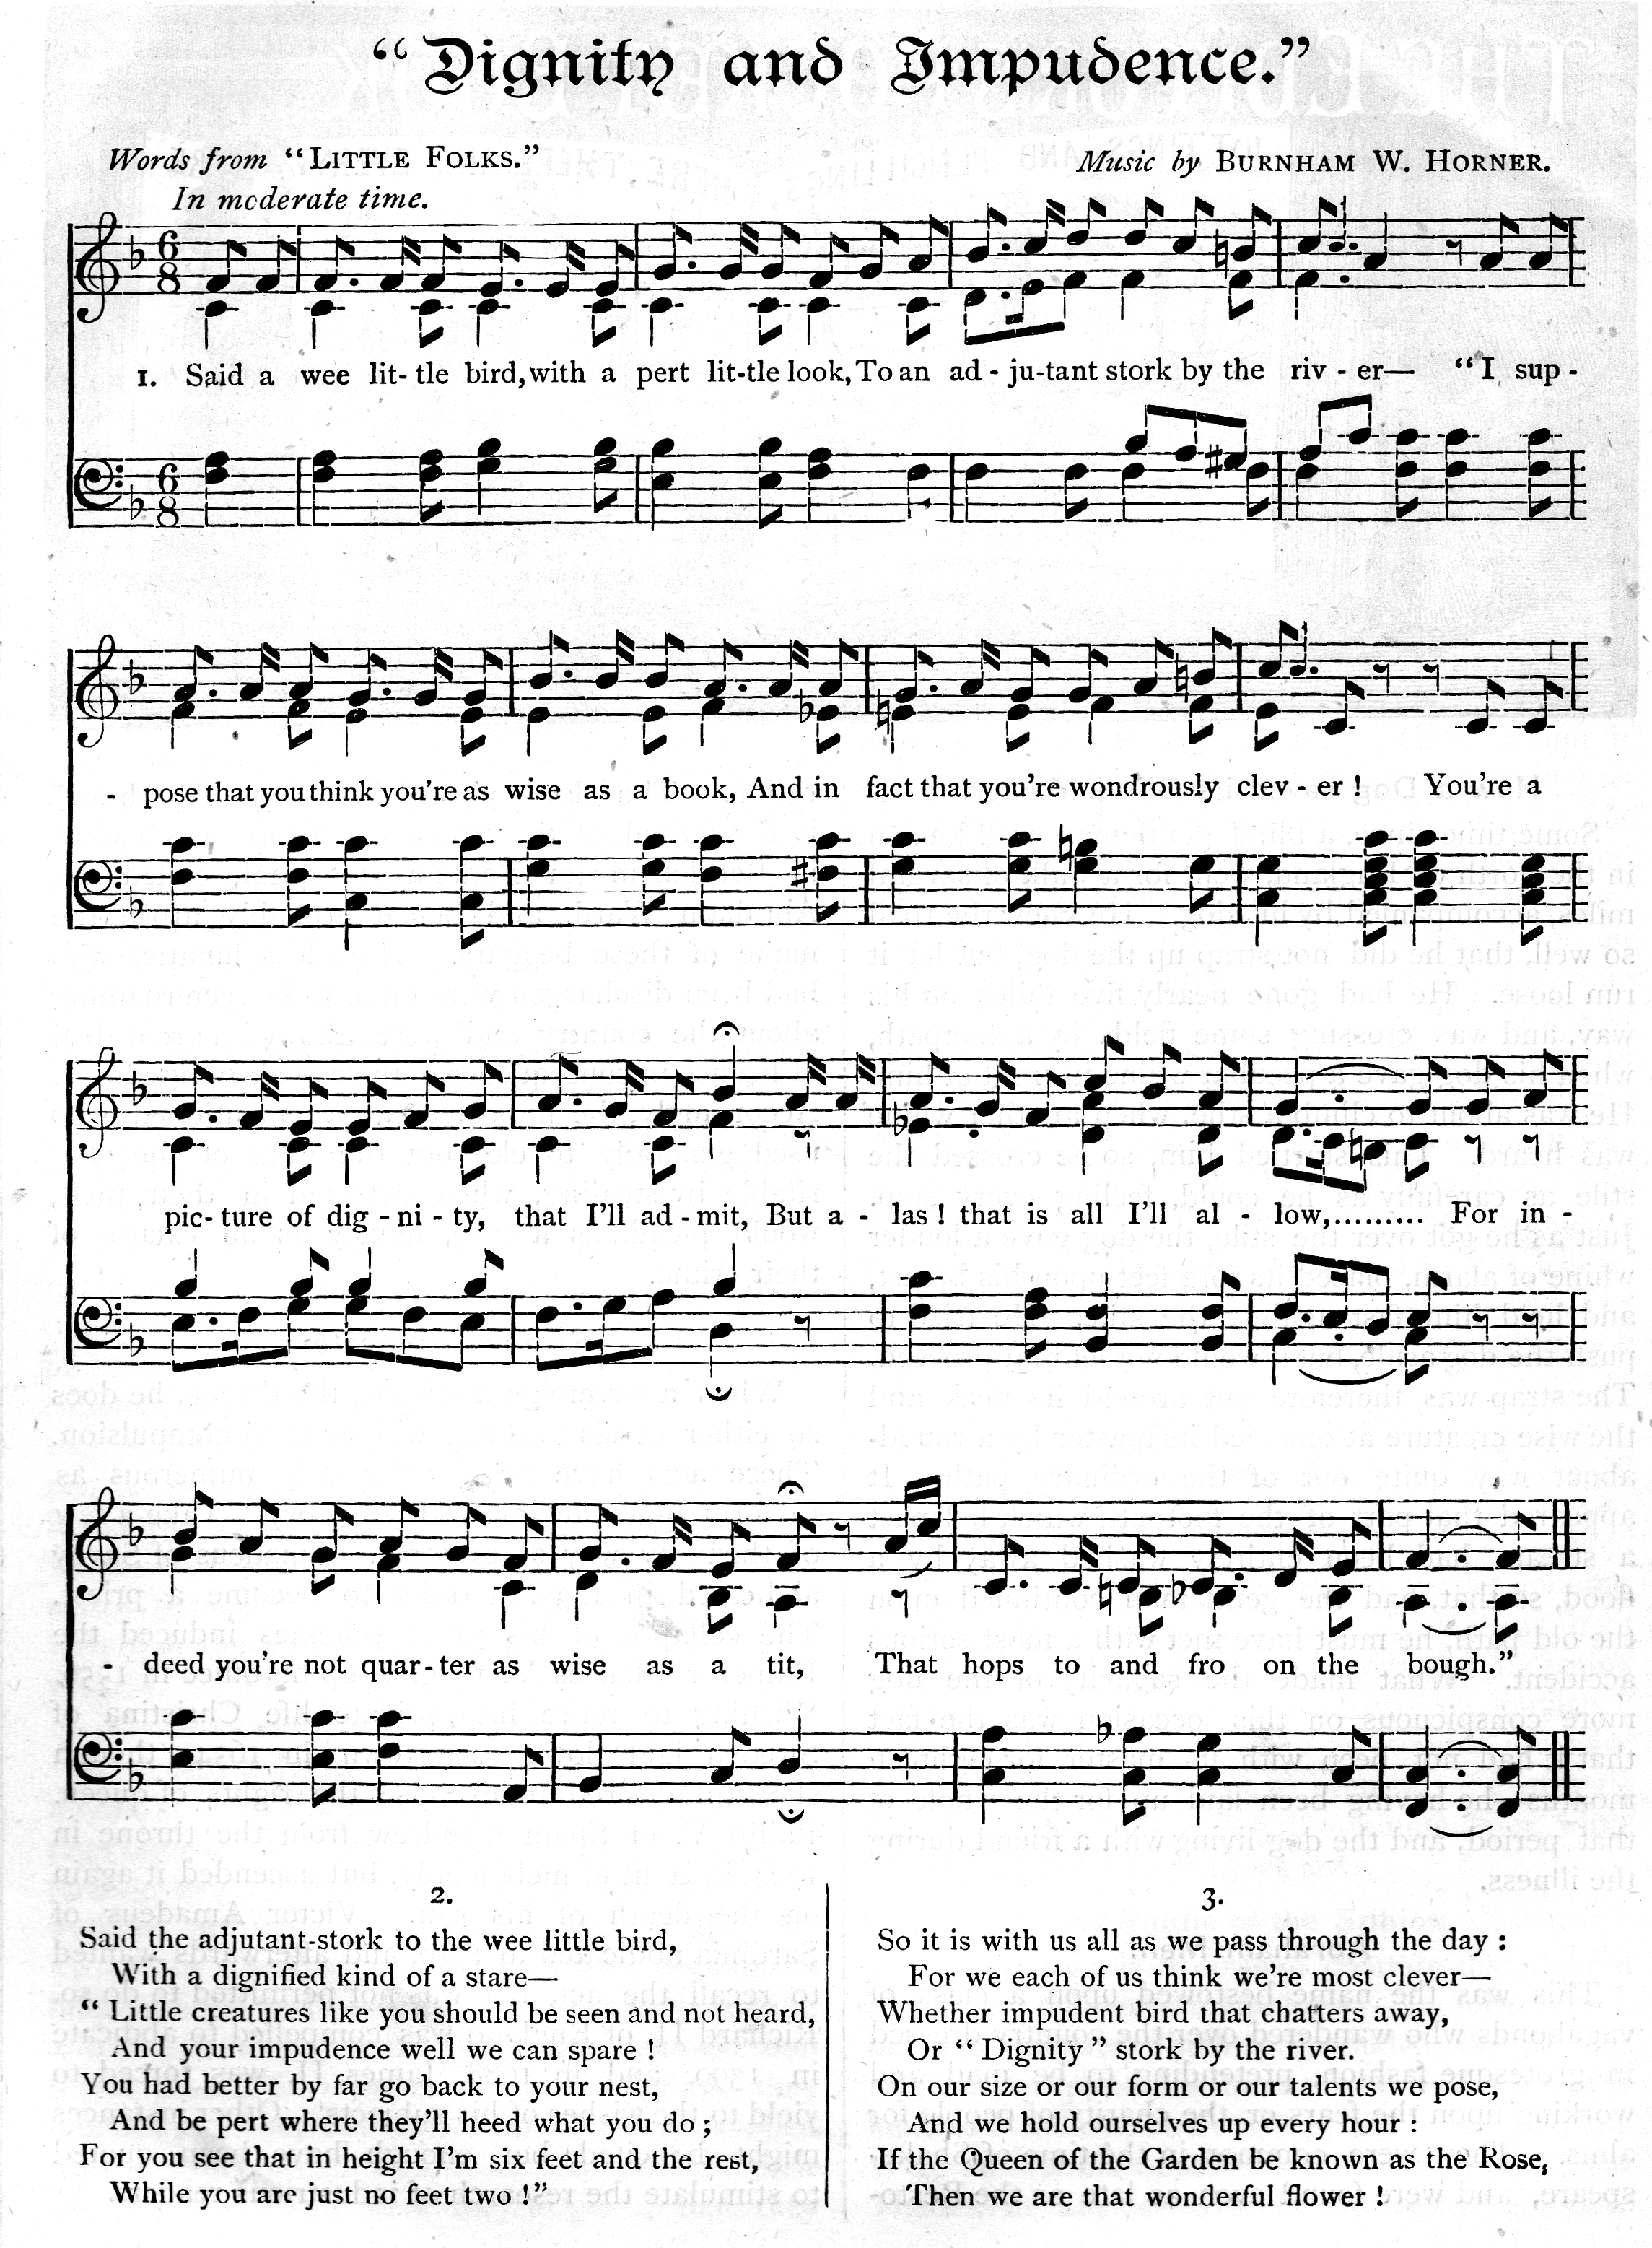 “Dignity and Impudence.”
Words from “LITTLE FOLKS.”
Music by BURNHAM W. HORNER.
In moderate time.
1. Said a wee lit-tle bird, with a pert lit-tle look, To an ad-ju-tant stork by the riv-er— “I sup-
- pose that you think you're as wise as a book, And in fact that you're wondrously clev-er! You're a
pic-ture of dig-ni-ty, that I'll ad-mit, But a-las! that is all I'll al-low,......... For in-
- deed you're not quar-ter as wise as a tit, That hops to and fro on the bough.”
2.
Said the adjutant-stork to the wee little bird,
With a dignified kind of a stare—
“Little creatures like you should be seen and not heard,
And your impudence well we can spare!
You had better by far go back to your nest,
And be pert where they'll heed what you do;
For you see that in height I'm six feet and the rest,
While you are just no feet two!”
3.
So it is with us all as we pass through the day:
For we each of us think we're most clever—
Whether impudent bird that chatters away,
Or “Dignity” stork by the river.
On our size or our form or our talents we pose,
And we hold ourselves up every hour:
If the Queen of the Garden be known as the Rose,
Then we are that wonderful flower!